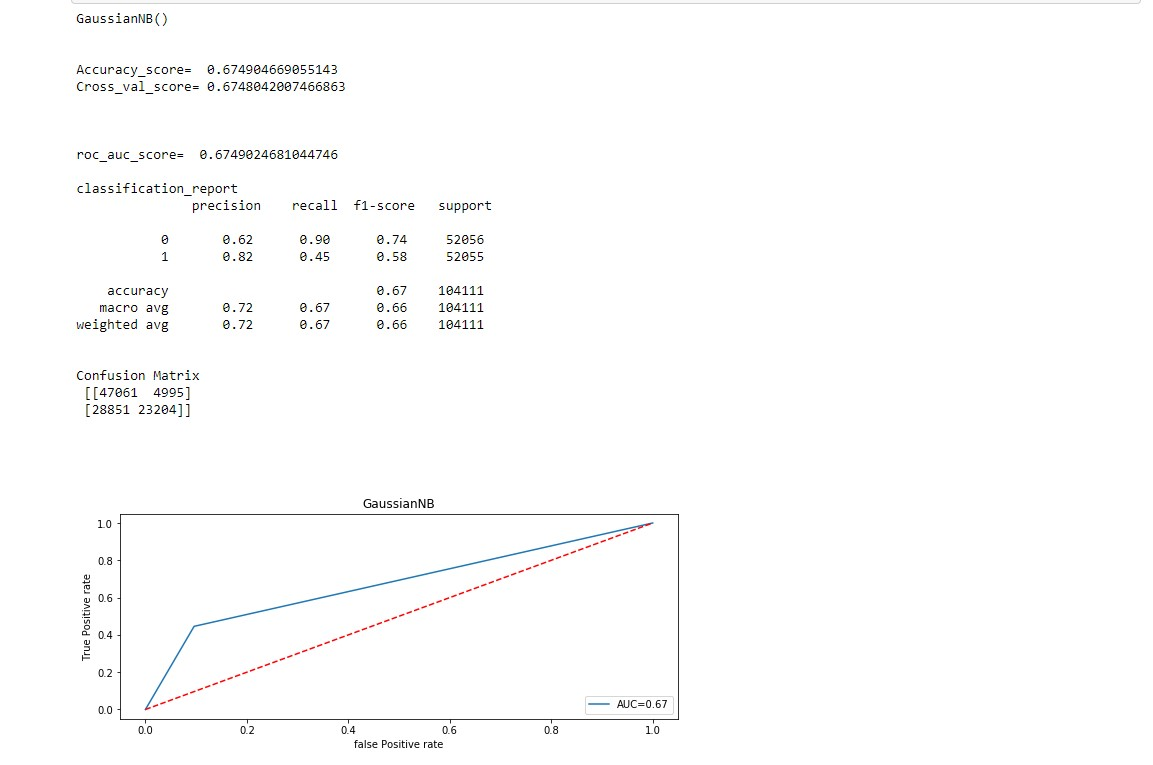 GaussianNB()
Accuracy_score=  0.674904669055143
Cross_val_score= 0.6748042007466863
roc_auc_score=  0.6749024681044746
classification_report
precision    recall  f1-score   support
0       0.62      0.90      0.74     52056
1       0.82      0.45      0.58     52055
accuracy                           0.67    104111
macro avg       0.72      0.67      0.66    104111
weighted avg       0.72      0.67      0.66    104111
Confusion Matrix
[[47061  4995]
[28851 23204]]
GaussianNB
1.0
0.8
0.6
0.4
0.2
0.0
True Positive rate
AUC=0.67
0.0 0.2 0.4 0.6 0.8 1.0
false Positive rate